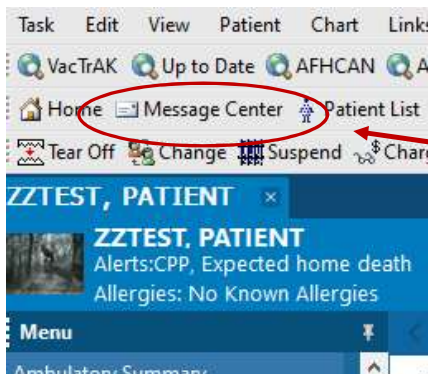 Task Edit View Patient Chart Links
VacTrAK Up to Date AFHCAN A
Home Message Center Patient List
Tear Off Change Suspend Charg
ZZTEST, PATIENT ×
ZZTEST, PATIENT
Alerts:CPP, Expected home death
Allergies: No Known Allergies
Menu
Ambulatory Summary